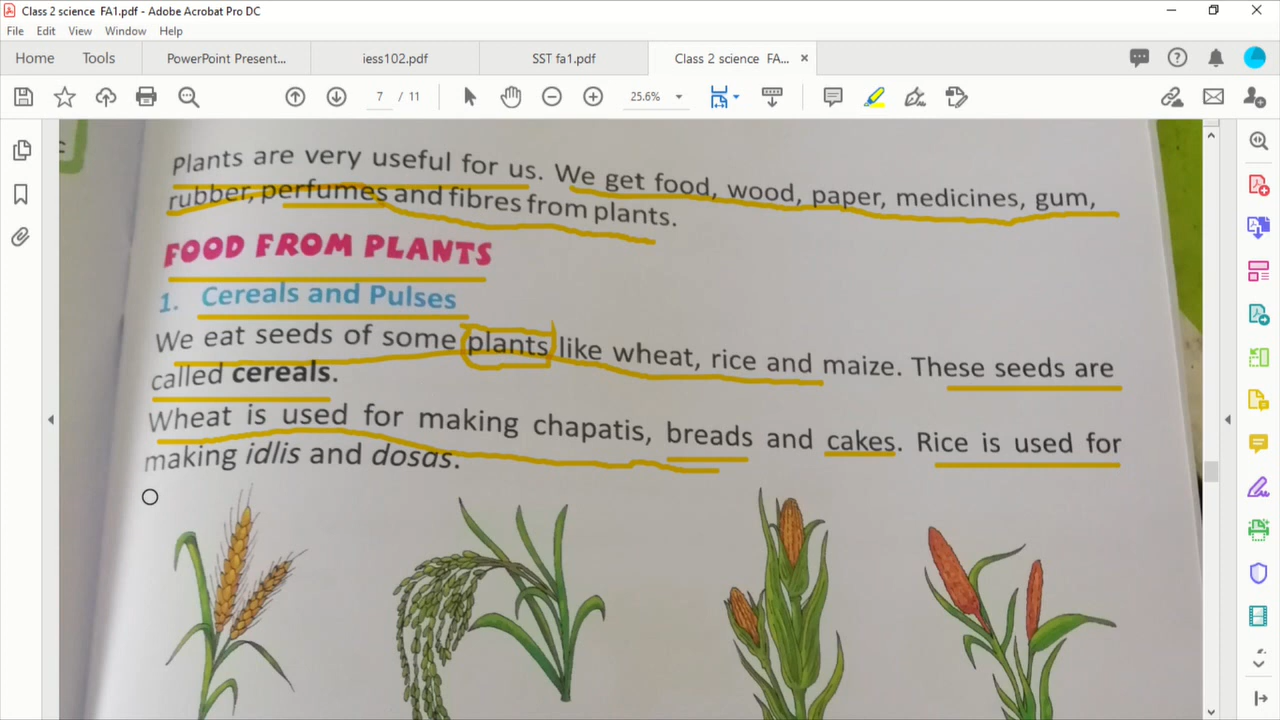 Class 2 science FA1.pdf - Adobe Acrobat Pro DC
File Edit View Window Help
Home Tools PowerPoint Present... iess102.pdf SST fa1.pdf Class 2 science FA... ×
7 / 11 25.6%
Plants are very useful for us. We get food, wood, paper, medicines, gum,
rubber, perfumes and fibres from plants.
FOOD FROM PLANTS
1. Cereals and Pulses
We eat seeds of some plants like wheat, rice and maize. These seeds are
called cereals.
Wheat is used for making chapatis, breads and cakes. Rice is used for
making idlis and dosas.